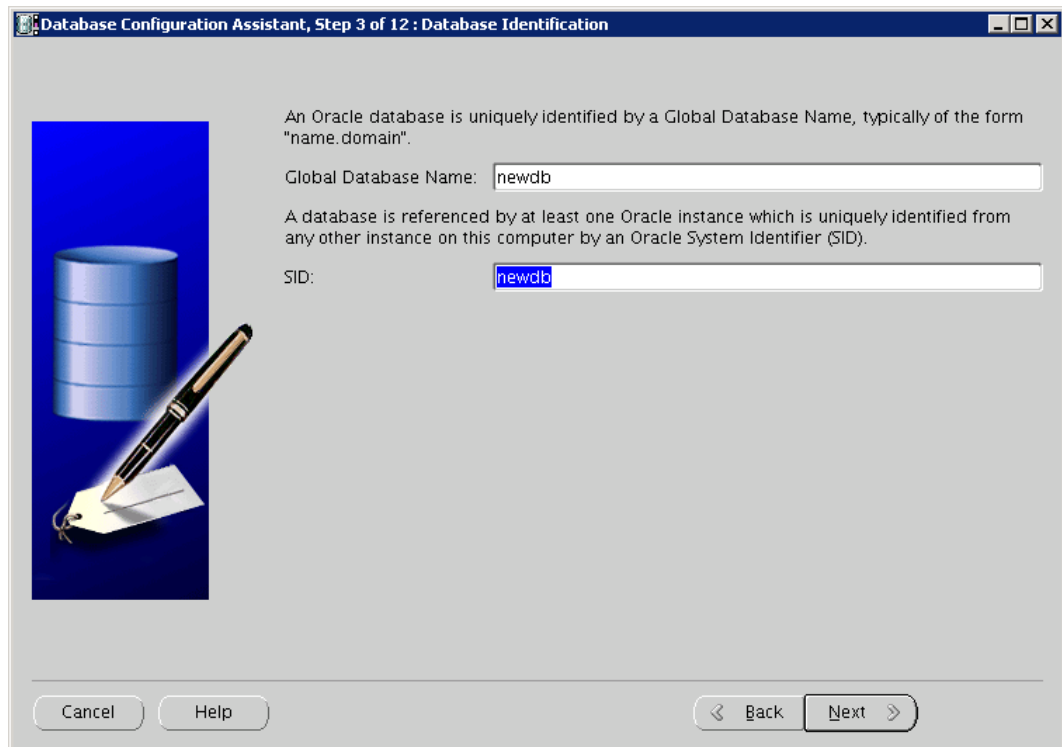 Database Configuration Assistant, Step 3 of 12 : Database Identification
An Oracle database is uniquely identified by a Global Database Name, typically of the form
"name.domain".
Global Database Name: newdb
A database is referenced by at least one Oracle instance which is uniquely identified from
any other instance on this computer by an Oracle System Identifier (SID).
SID: newdb
Cancel Help Back Next